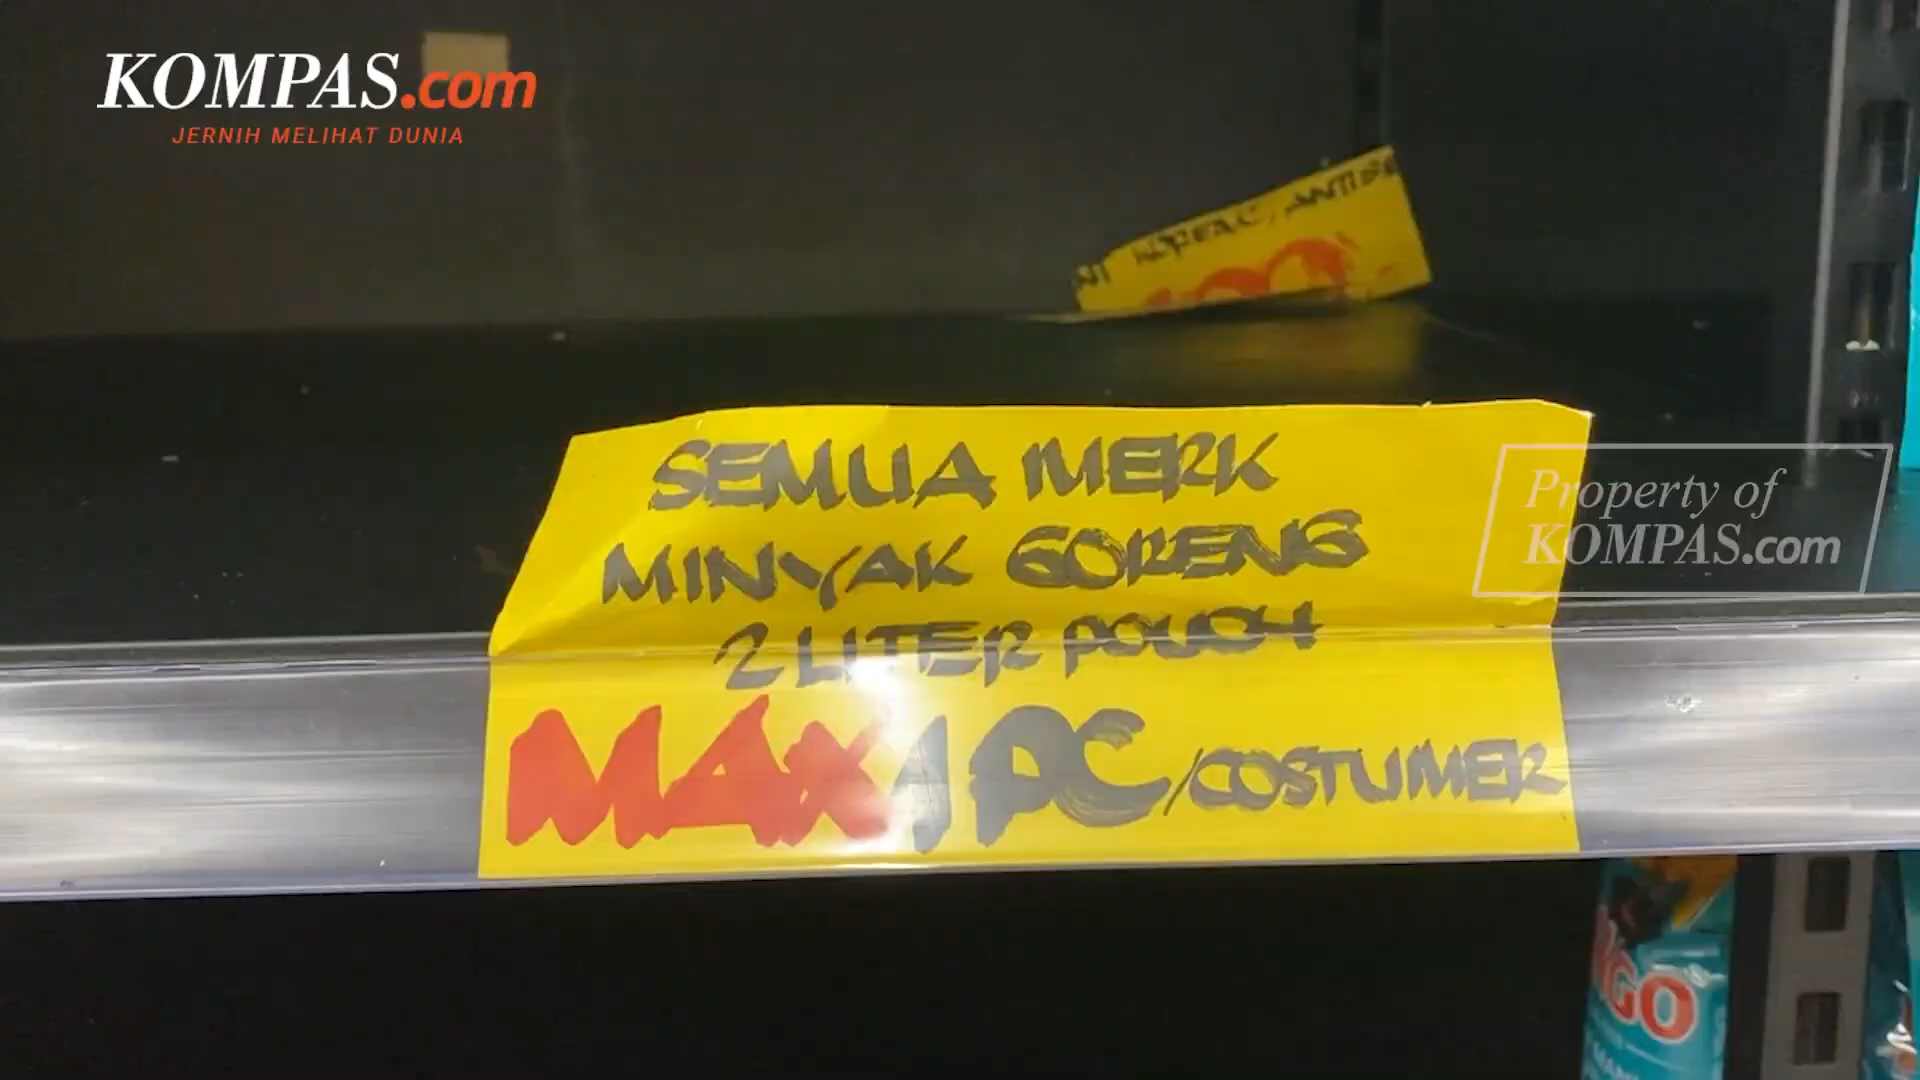 KOMPAS.com
JERNIH MELIHAT DUNIA
SEMUA MERK
MINYAK GORENG
2 LITER POUCH
MAX 1 PC /COSTUMER
Property of
KOMPAS.com